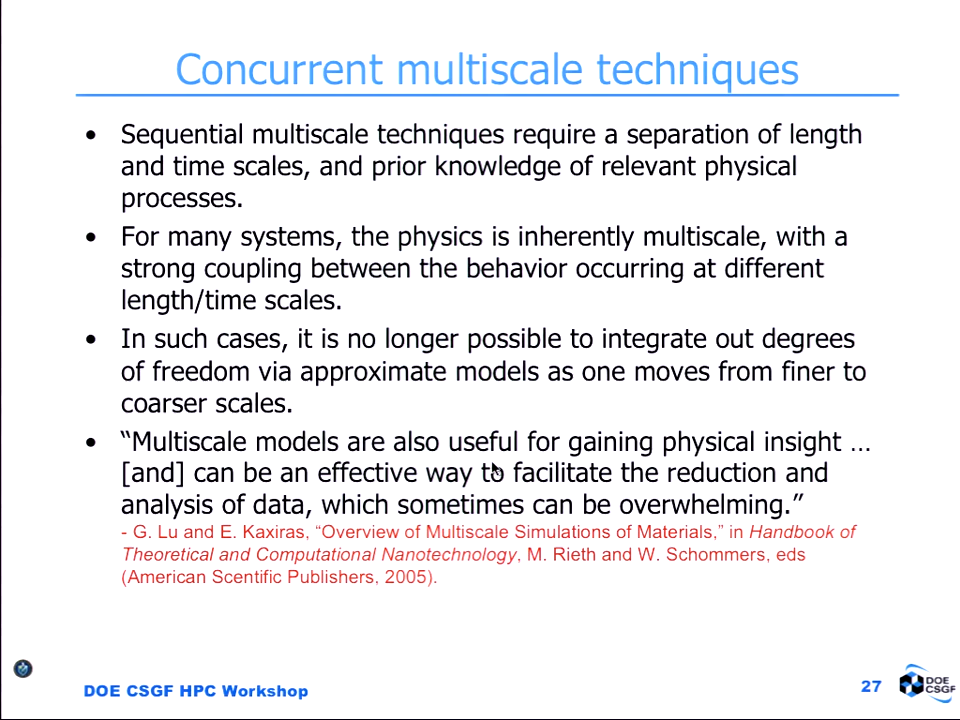 Concurrent multiscale techniques
• Sequential multiscale techniques require a separation of length
and time scales, and prior knowledge of relevant physical
processes.
• For many systems, the physics is inherently multiscale, with a
strong coupling between the behavior occurring at different
length/time scales.
• In such cases, it is no longer possible to integrate out degrees
of freedom via approximate models as one moves from finer to
coarser scales.
• “Multiscale models are also useful for gaining physical insight …
[and] can be an effective way to facilitate the reduction and
analysis of data, which sometimes can be overwhelming.”
- G. Lu and E. Kaxiras, “Overview of Multiscale Simulations of Materials,” in Handbook of
Theoretical and Computational Nanotechnology, M. Rieth and W. Schommers, eds
(American Scientific Publishers, 2005).
DOE CSGF HPC Workshop
27
DOE
CSGF